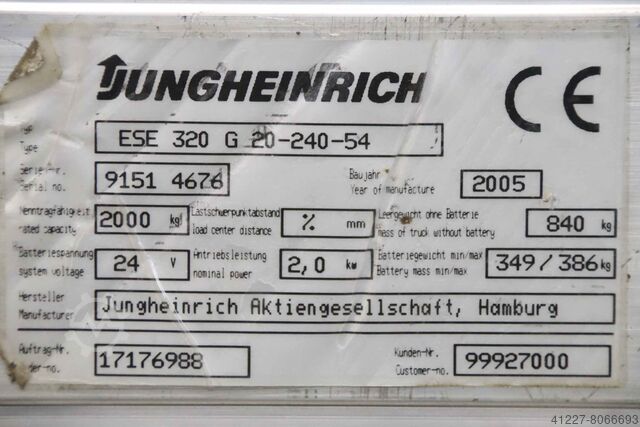 JUNGHEINRICH CE
Type ESE 320 G 20-240-54
Serien-Nr. Baujahr
Serial no. 9151 4676 Year of manufacture 2005
Nenntragfähigkeit Lastschwerpunktabstand Leergewicht ohne Batterie
rated capacity 2000 kg load center distance % mm mass of truck without battery 840 kg
Batteriespannung Antriebsleistung Batteriegewicht min/max
system voltage 24 V nominal power 2,0 kw Battery mass min/max 349/386 kg
Hersteller
Manufacturer Jungheinrich Aktiengesellschaft, Hamburg
Auftrag-Nr. Kunden-Nr.
17176988 Customer-no. 99927000
41227-8066693